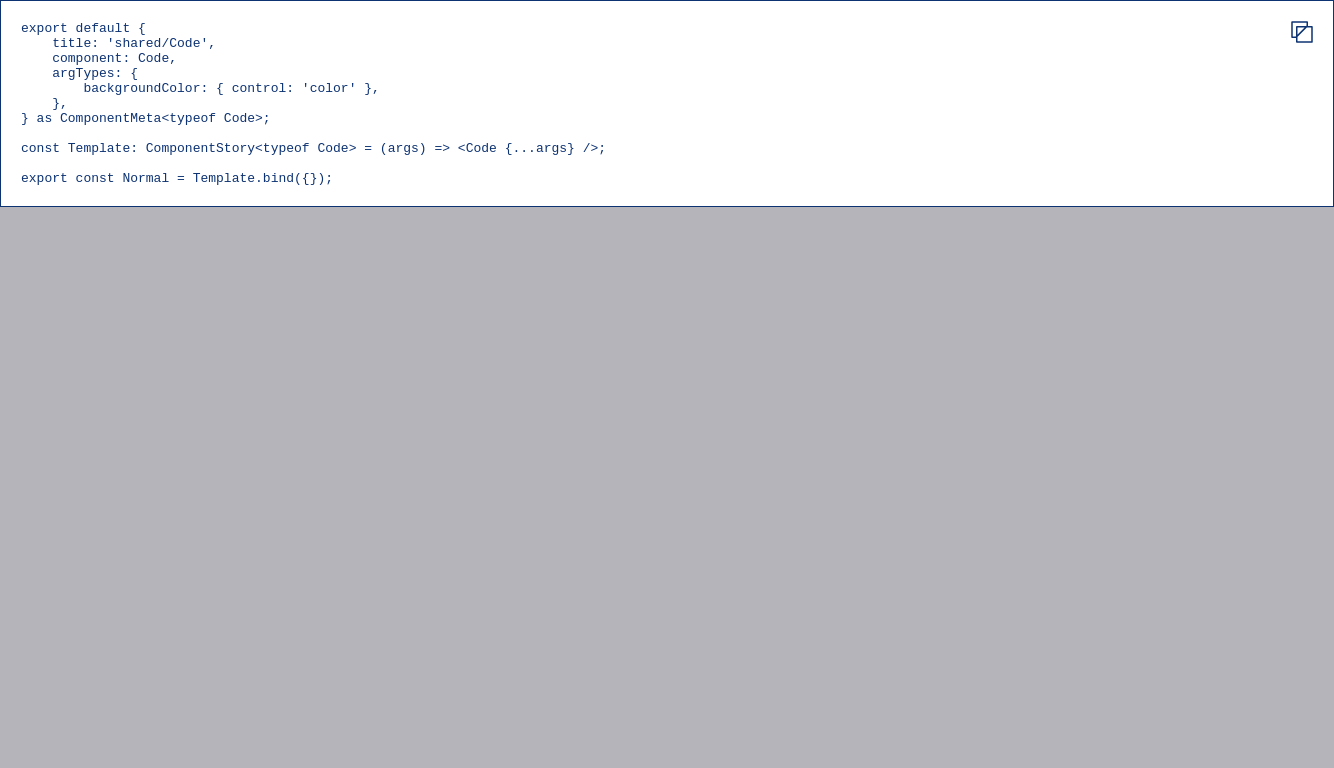 export default {
    title: 'shared/Code',
    component: Code,
    argTypes: {
        backgroundColor: { control: 'color' },
    },
} as ComponentMeta<typeof Code>;

const Template: ComponentStory<typeof Code> = (args) => <Code {...args} />;

export const Normal = Template.bind({});